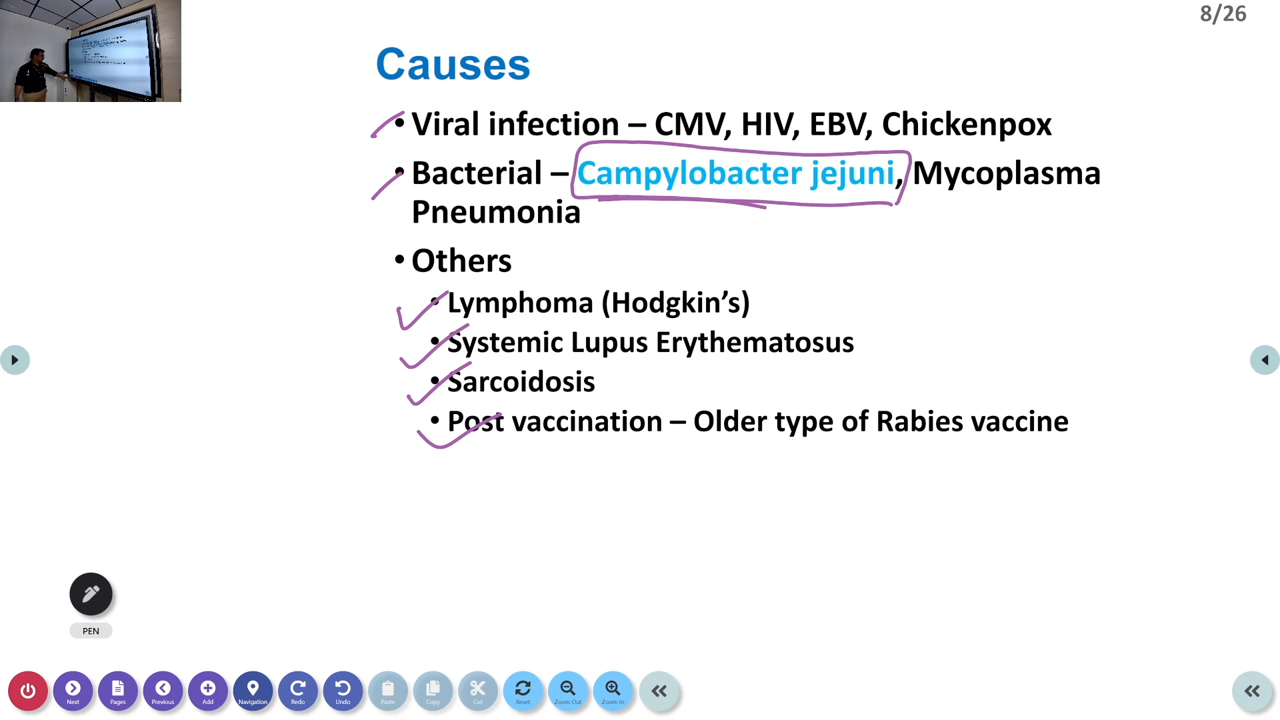 8/26
Causes
• Viral infection – CMV, HIV, EBV, Chickenpox
• Bacterial – Campylobacter jejuni, Mycoplasma
Pneumonia
• Others
• Lymphoma (Hodgkin’s)
• Systemic Lupus Erythematosus
• Sarcoidosis
• Post vaccination – Older type of Rabies vaccine
PEN
Next Pages Previous Add Navigation Redo Undo Paste Copy Cut Reset Zoom Out Zoom In